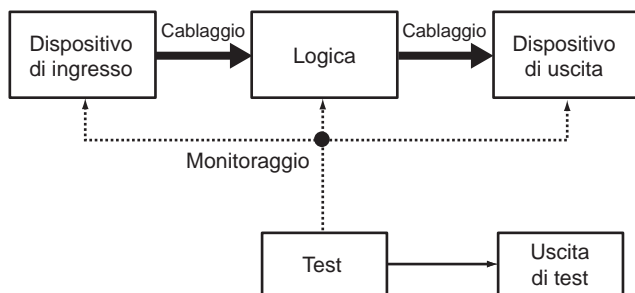 Dispositivo
di ingresso
Cablaggio
Logica
Cablaggio
Dispositivo
di uscita
Monitoraggio
Test
Uscita
di test